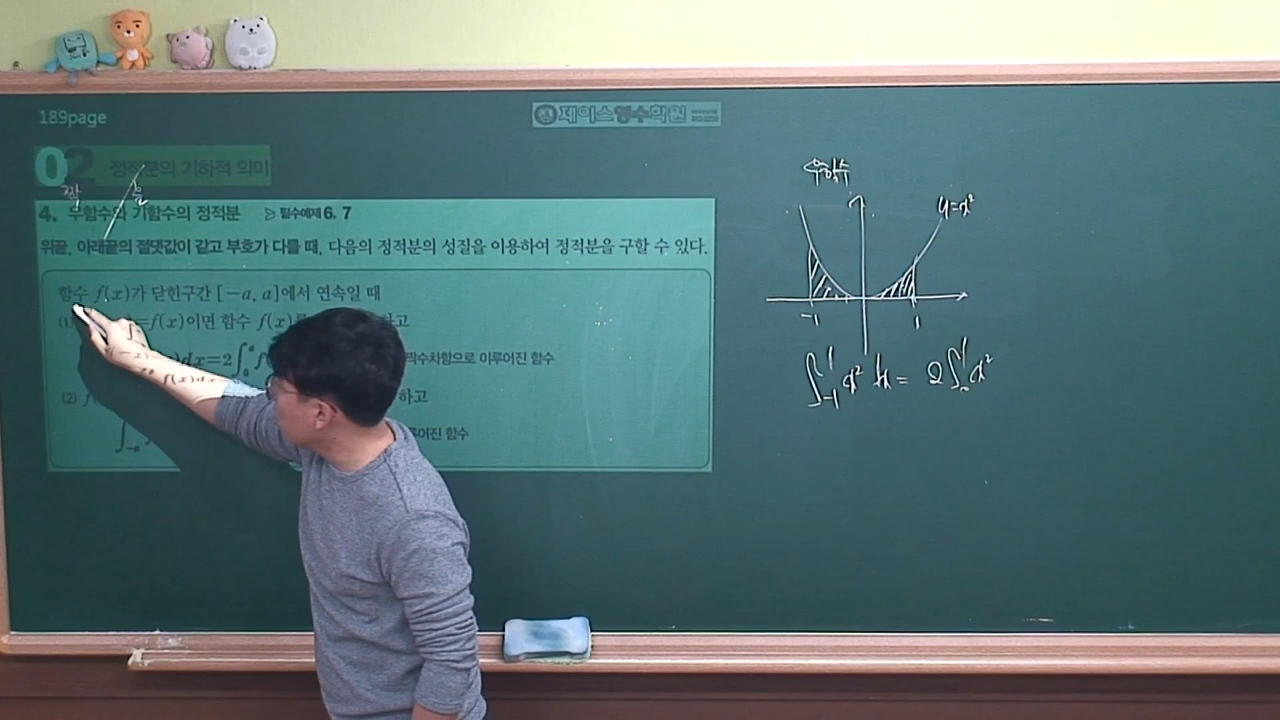 189page
제이스영수학원
02 정적분의 기하적 의미
짝
4. 우함수와 기함수의 정적분 ▷ 필수예제 6, 7
위끝, 아래끝의 절댓값이 같고 부호가 다를 때, 다음의 정적분의 성질을 이용하여 정적분을 구할 수 있다.
함수 f(x)가 닫힌구간 [-a, a]에서 연속일 때
(1) =f(x)이면 함수 f(x)를 하고
dx=2∫₀ᵃ 짝수차항으로 이루어진 함수
(2) f 하고
∫₋ₐ 어진 함수
우함수
y=x²
-1 1
∫₋₁¹ x² dx = 2∫₀¹ x²